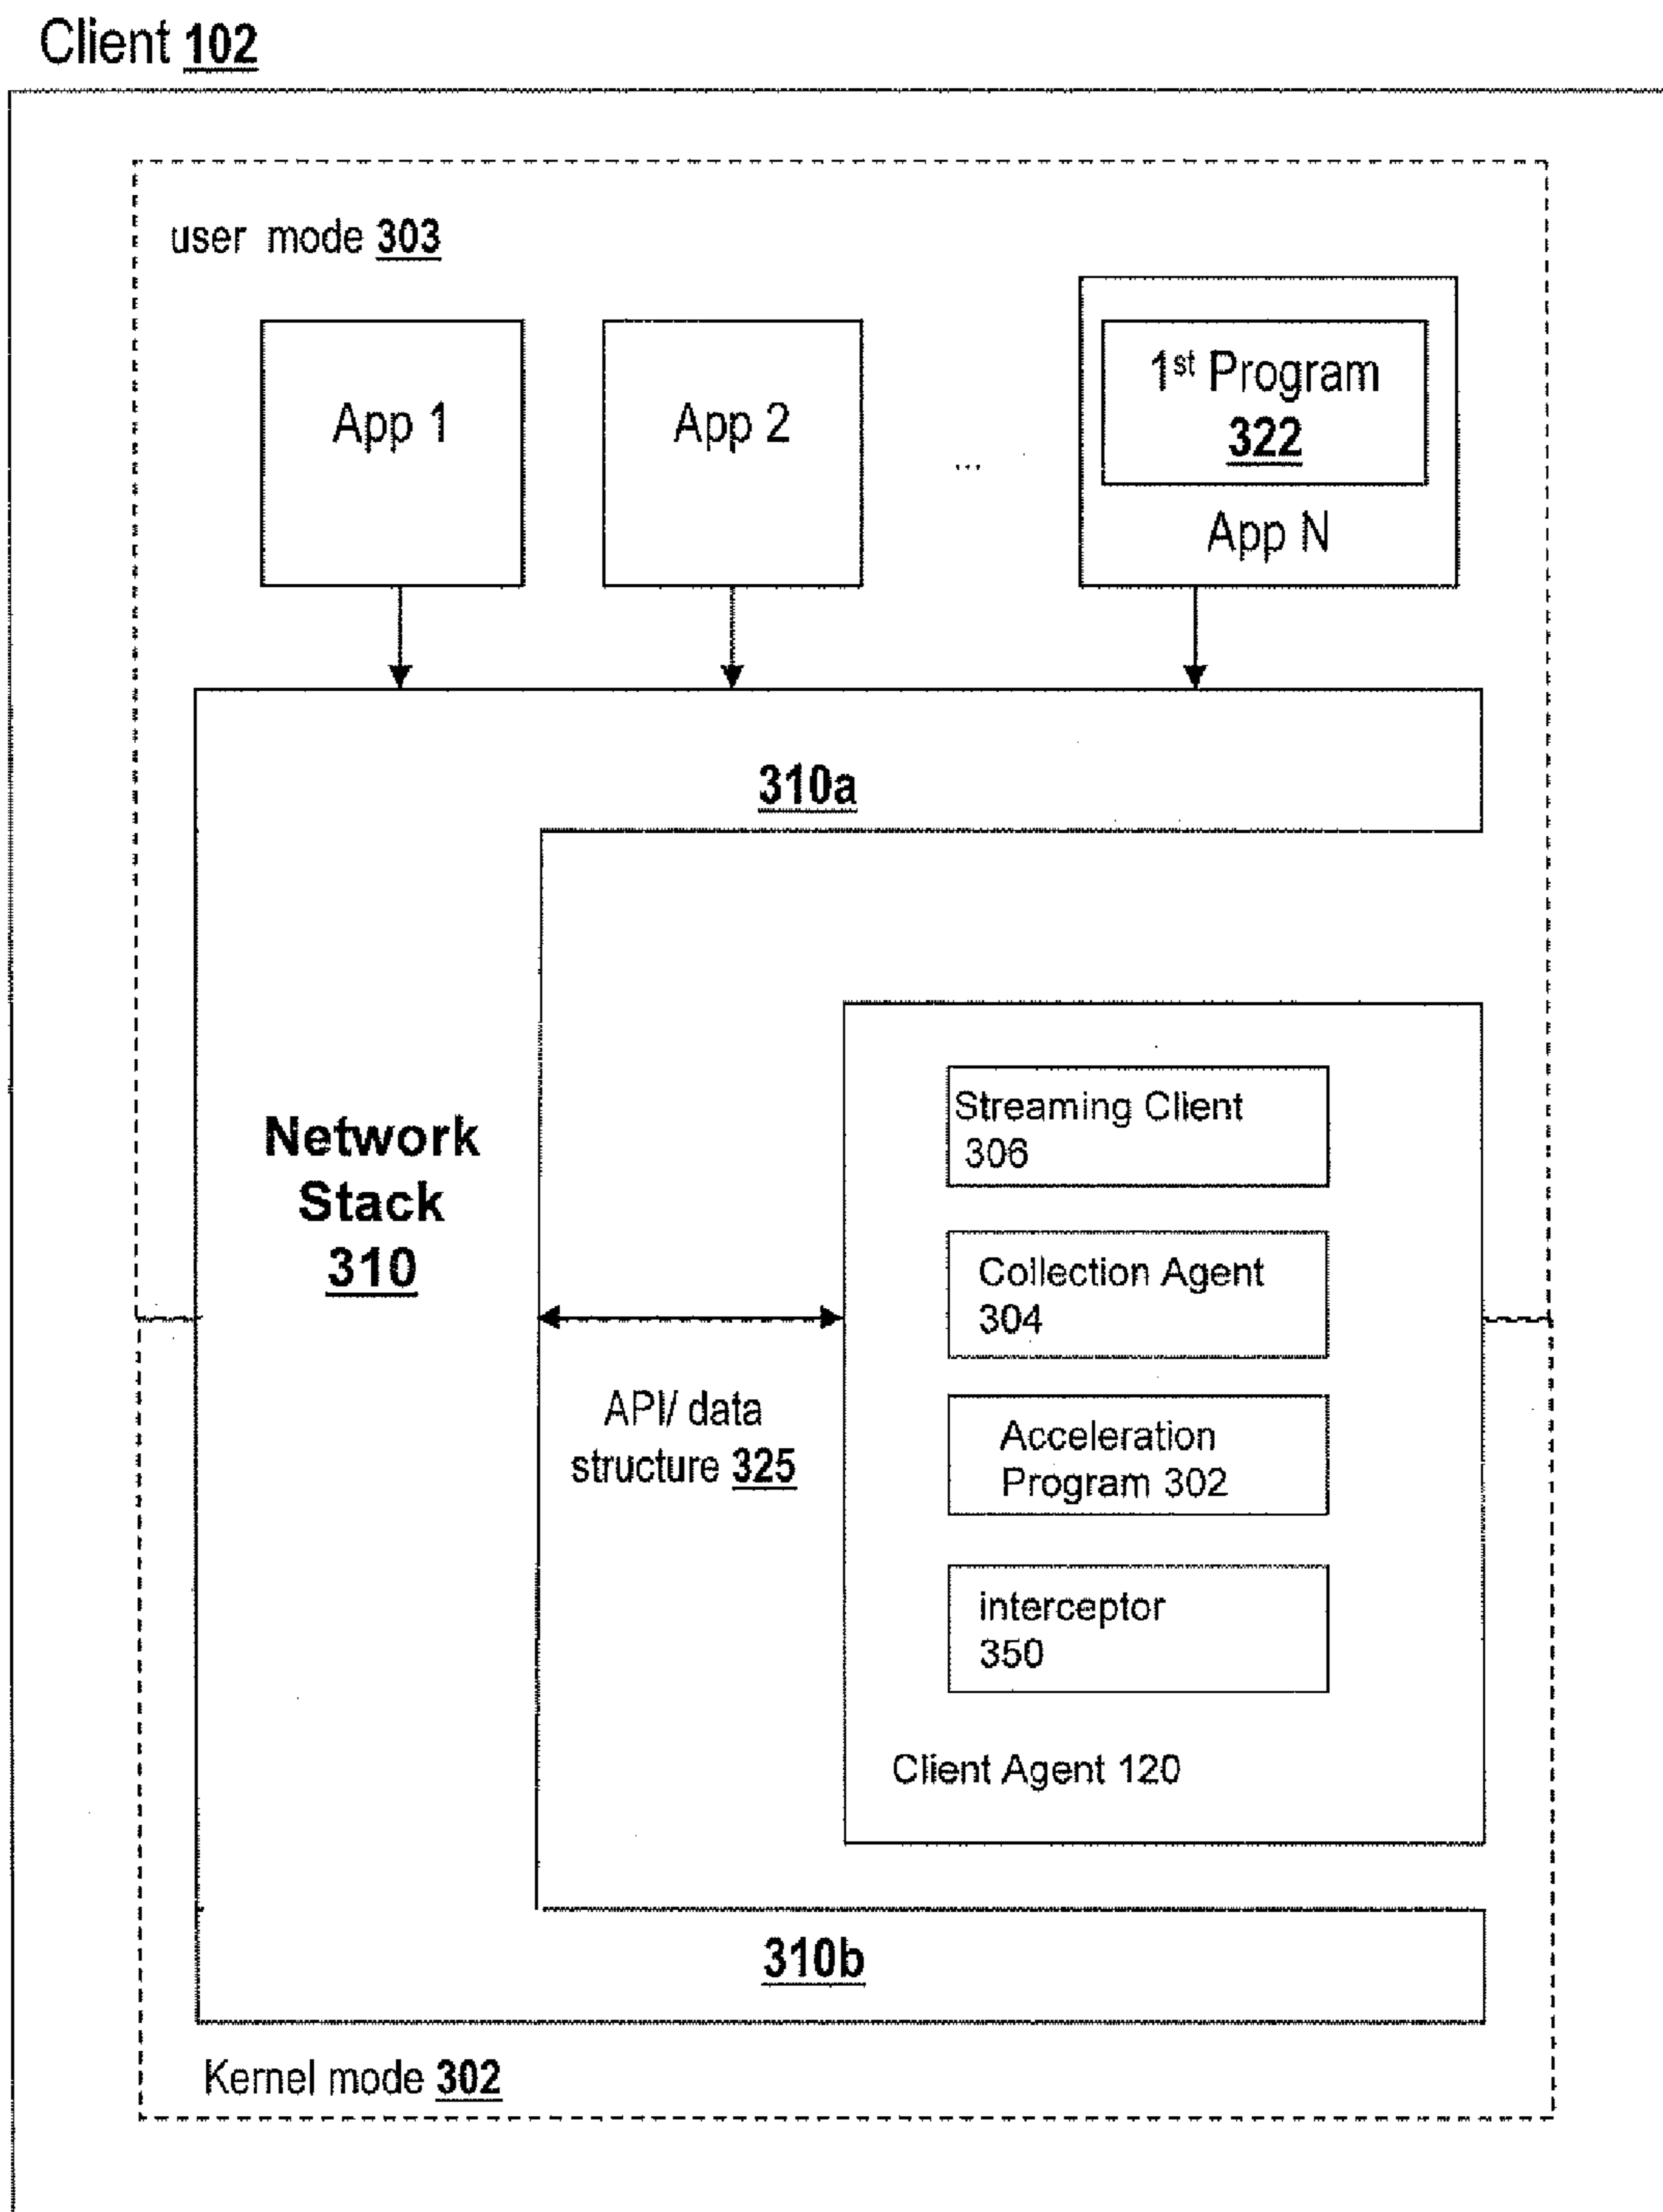 Client 102
user mode 303
App 1
App 2
...
1st Program
322
App N
310a
Network
Stack
310
API/ data
structure 325
Streaming Client
306
Collection Agent
304
Acceleration
Program 302
interceptor
350
Client Agent 120
310b
Kernel mode 302